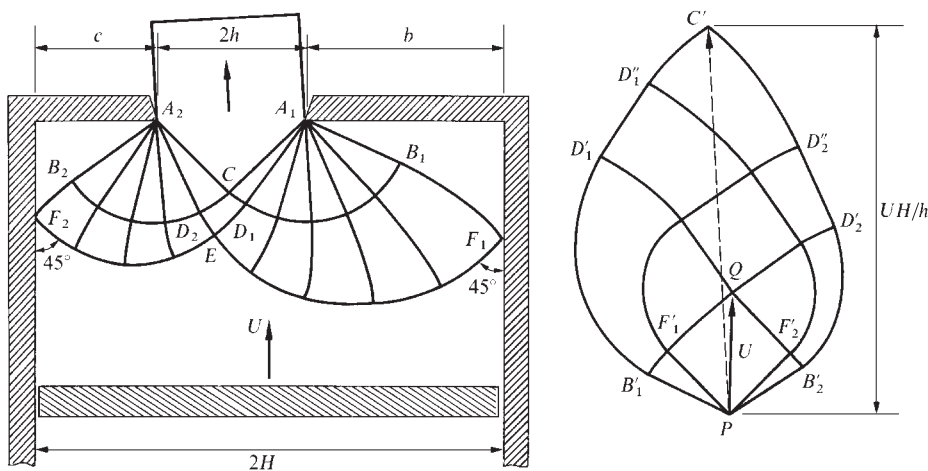 c
2h
b
A₂
A₁
B₂
C
B₁
F₂
D₂
D₁
E
F₁
45°
45°
U
2H
C′
D″₁
D′₁
D″₂
D′₂
UH/h
Q
F′₁
F′₂
U
B′₁
B′₂
P